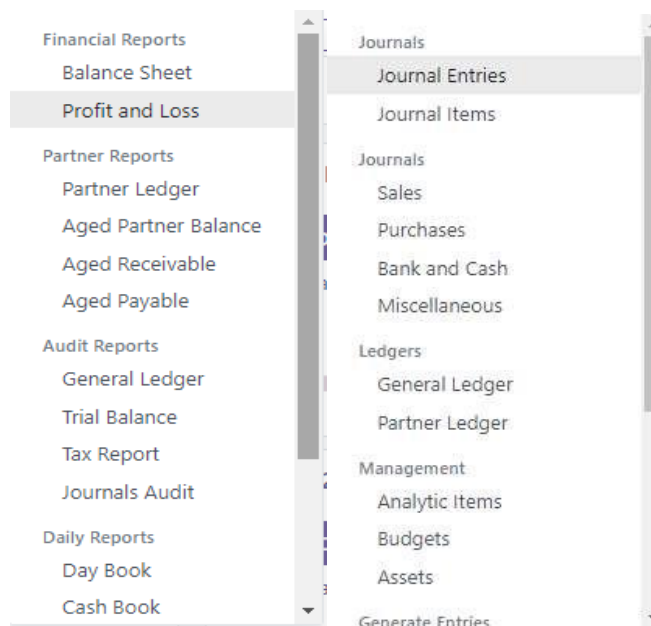 Financial Reports
Balance Sheet
Profit and Loss
Partner Reports
Partner Ledger
Aged Partner Balance
Aged Receivable
Aged Payable
Audit Reports
General Ledger
Trial Balance
Tax Report
Journals Audit
Daily Reports
Day Book
Cash Book
Journals
Journal Entries
Journal Items
Journals
Sales
Purchases
Bank and Cash
Miscellaneous
Ledgers
General Ledger
Partner Ledger
Management
Analytic Items
Budgets
Assets
Generate Entries